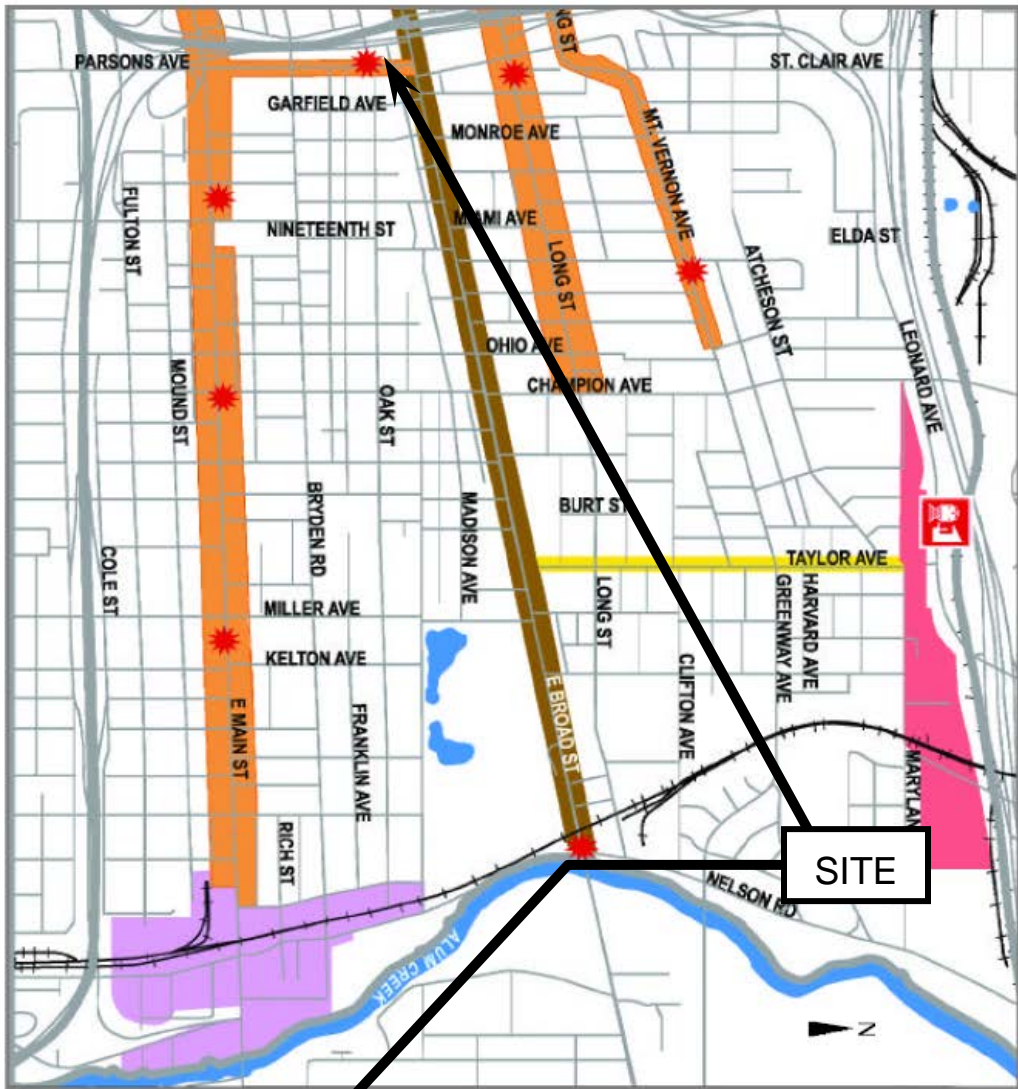 NG ST
PARSONS AVE
ST. CLAIR AVE
GARFIELD AVE
MONROE AVE
MT. VERNON AVE
FULTON ST
MIAMI AVE
NINETEENTH ST
ELDA ST
LONG ST
ATCHESON ST
OHIO AVE
LEONARD AVE
MOUND ST
CHAMPION AVE
OAK ST
BRYDEN RD
MADISON AVE
BURT ST
COLE ST
TAYLOR AVE
MILLER AVE
LONG ST
GREENWAY AVE
HARVARD AVE
KELTON AVE
CLIFTON AVE
E MAIN ST
FRANKLIN AVE
E BROAD ST
MARYLAN
RICH ST
SITE
NELSON RD
ALUM CREEK
N